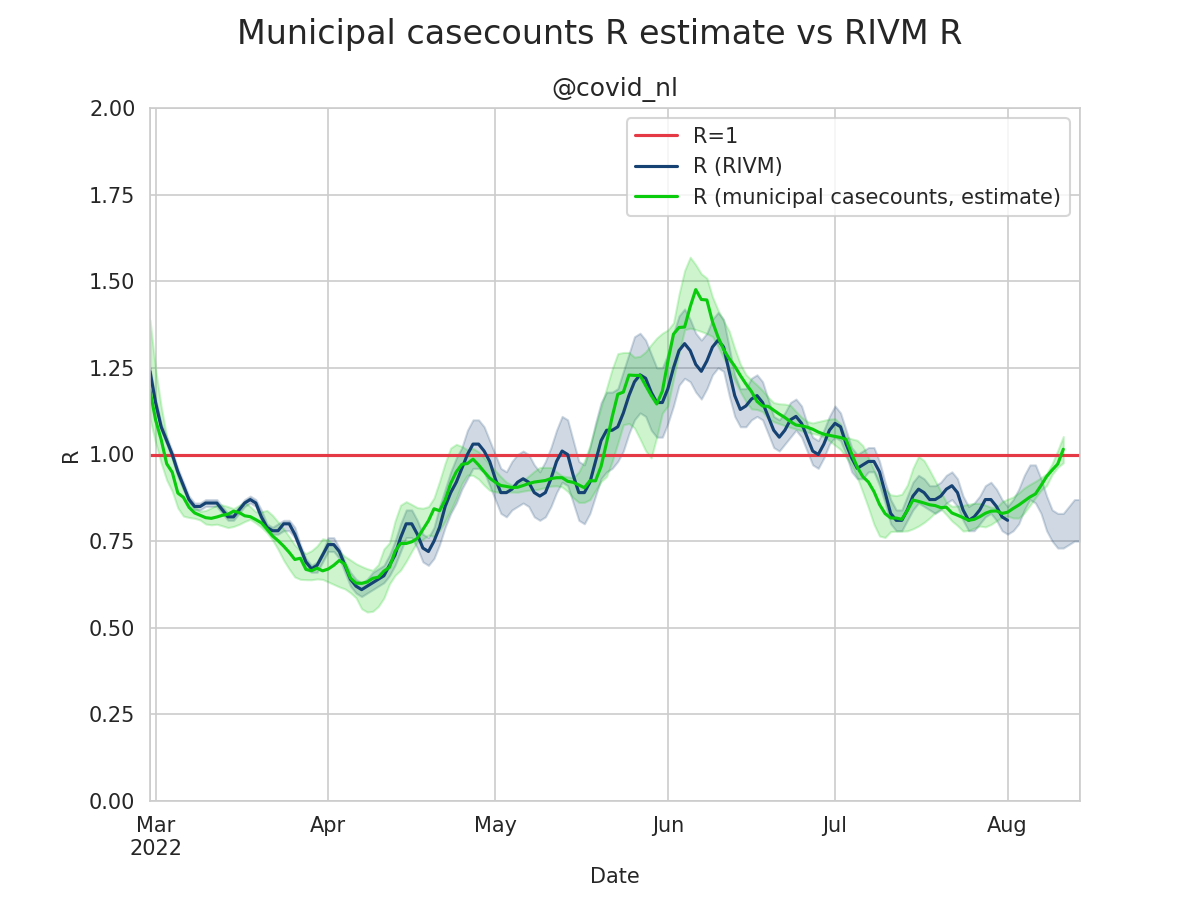 Municipal casecounts R estimate vs RIVM R
@covid_nl
R=1
R (RIVM)
R (municipal casecounts, estimate)
2.00
1.75
1.50
1.25
1.00
0.75
0.50
0.25
0.00
R
Mar Apr May Jun Jul Aug
2022
Date